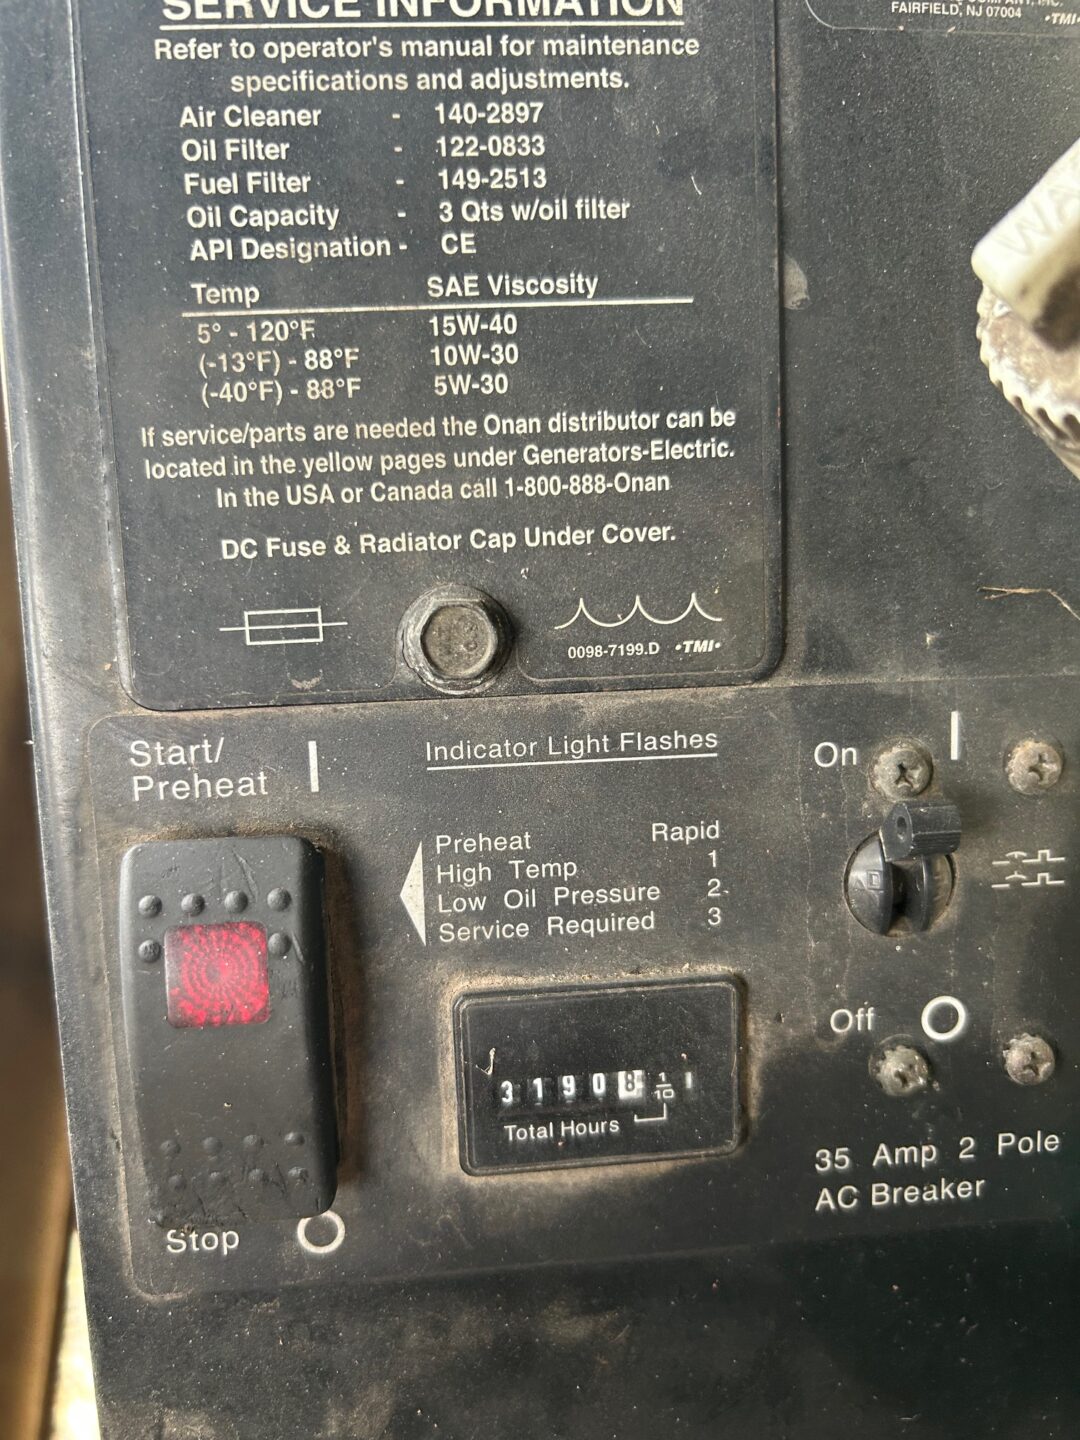 SERVICE INFORMATION
Refer to operator's manual for maintenance
specifications and adjustments.
Air Cleaner - 140-2897
Oil Filter - 122-0833
Fuel Filter - 149-2513
Oil Capacity - 3 Qts w/oil filter
API Designation - CE
Temp SAE Viscosity
5° - 120°F 15W-40
(-13°F) - 88°F 10W-30
(-40°F) - 88°F 5W-30
If service/parts are needed the Onan distributor can be
located in the yellow pages under Generators-Electric.
In the USA or Canada call 1-800-888-Onan
DC Fuse & Radiator Cap Under Cover.
0098-7199.D •TMI•
FAIRFIELD, NJ 07004 •TMI•
Start/
Preheat
Indicator Light Flashes
Preheat Rapid
High Temp 1
Low Oil Pressure 2
Service Required 3
31908 1/10
Total Hours
Stop
On
Off
35 Amp 2 Pole
AC Breaker